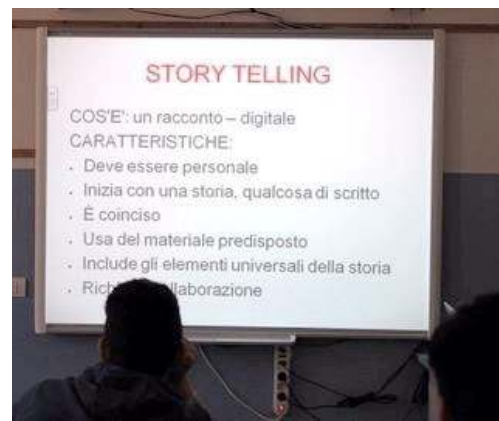 STORY TELLING
COS'E': un racconto – digitale
CARATTERISTICHE:
. Deve essere personale
. Inizia con una storia, qualcosa di scritto
. È coinciso
. Usa del materiale predisposto
. Include gli elementi universali della storia
.